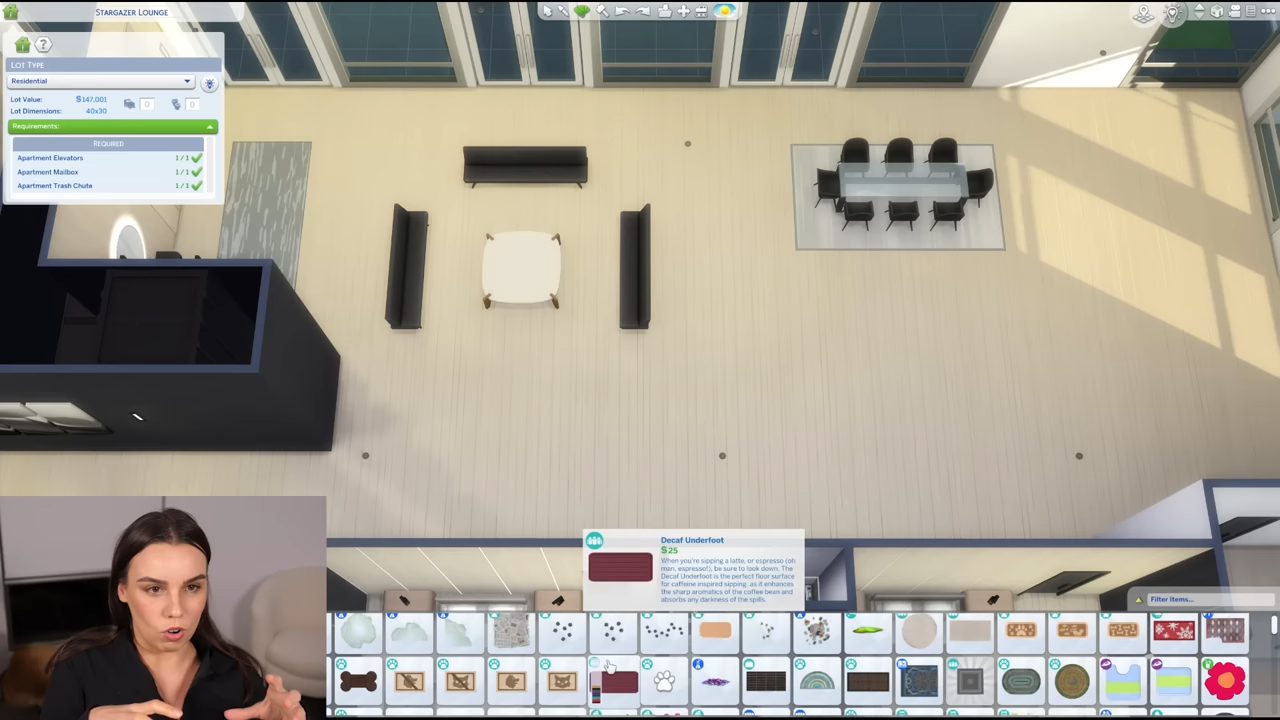 STARGAZER LOUNGE
LOT TYPE
Residential
Lot Value: §147,001
0
0
Lot Dimensions: 40x30
Requirements:
REQUIRED
Apartment Elevators 1/1
Apartment Mailbox 1/1
Apartment Trash Chute 1/1
Decaf Underfoot
§25
When you're sipping a latte, or espresso (oh
man, espresso!), be sure to look down. The
Decaf Underfoot is the perfect floor surface
for caffeine inspired sipping, as it enhances
the sharp aromatics of the coffee bean and
absorbs any darkness of the spills.
Filter Items...